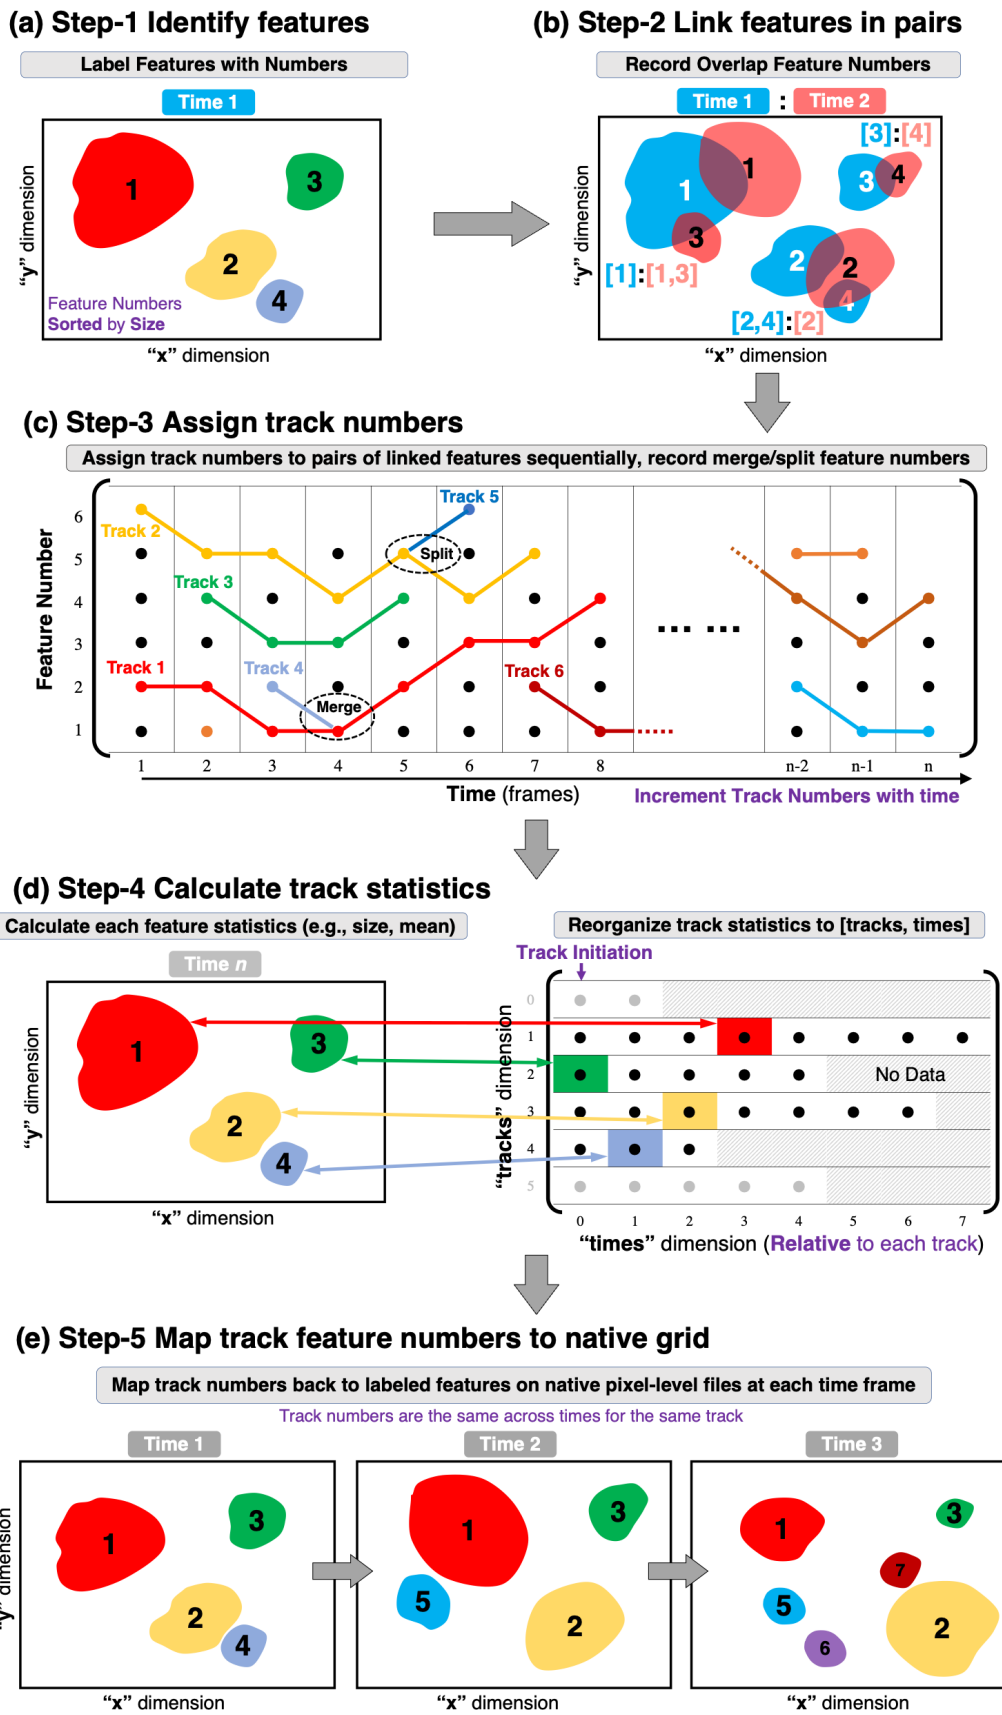 (a) Step-1 Identify features
Label Features with Numbers
Time 1
1
3
2
4
Feature Numbers
Sorted by Size
"y" dimension
"x" dimension
(b) Step-2 Link features in pairs
Record Overlap Feature Numbers
Time 1 : Time 2
[3]:[4]
1
1
3
4
3
[1]:[1,3]
2
2
4
[2,4]:[2]
"y" dimension
"x" dimension
(c) Step-3 Assign track numbers
Assign track numbers to pairs of linked features sequentially, record merge/split feature numbers
Feature Number
6
5
4
3
2
1
Track 5
Track 2
Split
Track 3
Track 1
Track 4
Track 6
Merge
... ...
1 2 3 4 5 6 7 8 n-2 n-1 n
Time (frames)
Increment Track Numbers with time
(d) Step-4 Calculate track statistics
Calculate each feature statistics (e.g., size, mean)
Time n
1
3
2
4
"y" dimension
"x" dimension
Reorganize track statistics to [tracks, times]
Track Initiation
"tracks" dimension
0
1
2
No Data
3
4
5
0 1 2 3 4 5 6 7
"times" dimension (Relative to each track)
(e) Step-5 Map track feature numbers to native grid
Map track numbers back to labeled features on native pixel-level files at each time frame
Track numbers are the same across times for the same track
Time 1
1
3
2
4
"y" dimension
"x" dimension
Time 2
1
3
5
2
"x" dimension
Time 3
1
3
7
5
2
6
"x" dimension